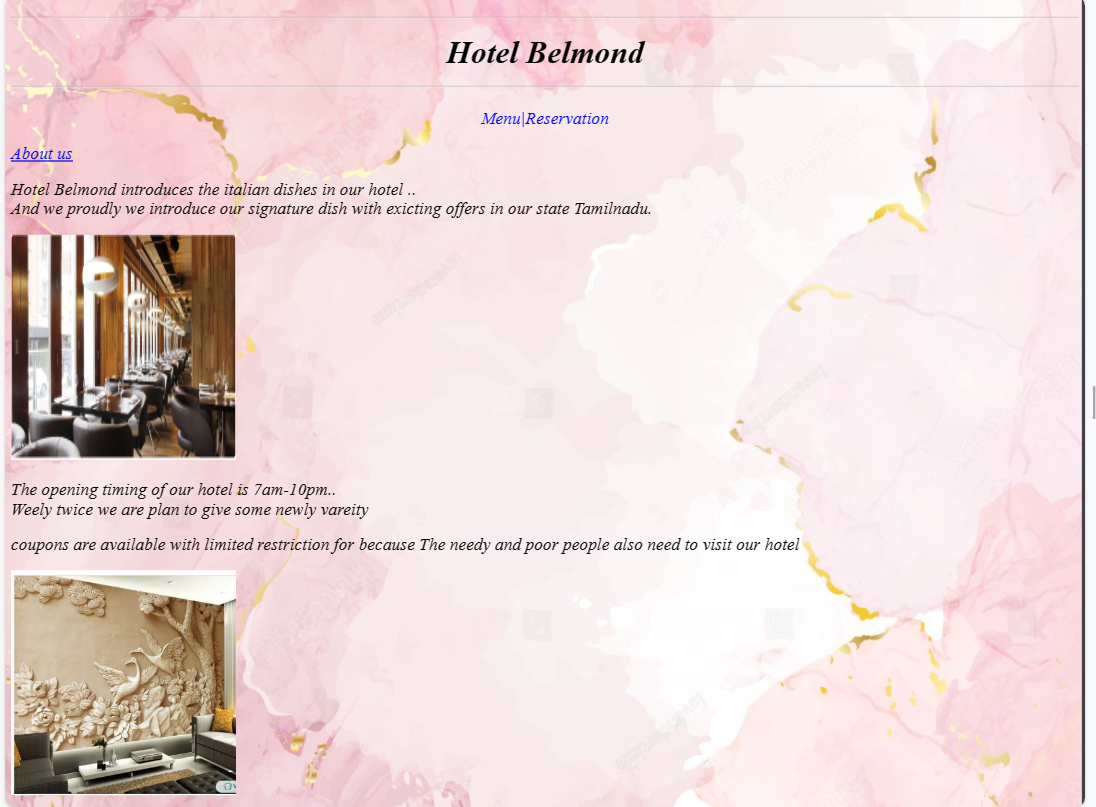 Hotel Belmond
Menu|Reservation
About us
Hotel Belmond introduces the italian dishes in our hotel ..
And we proudly we introduce our signature dish with exicting offers in our state Tamilnadu.
The opening timing of our hotel is 7am-10pm..
Weely twice we are plan to give some newly vareity
coupons are available with limited restriction for because The needy and poor people also need to visit our hotel